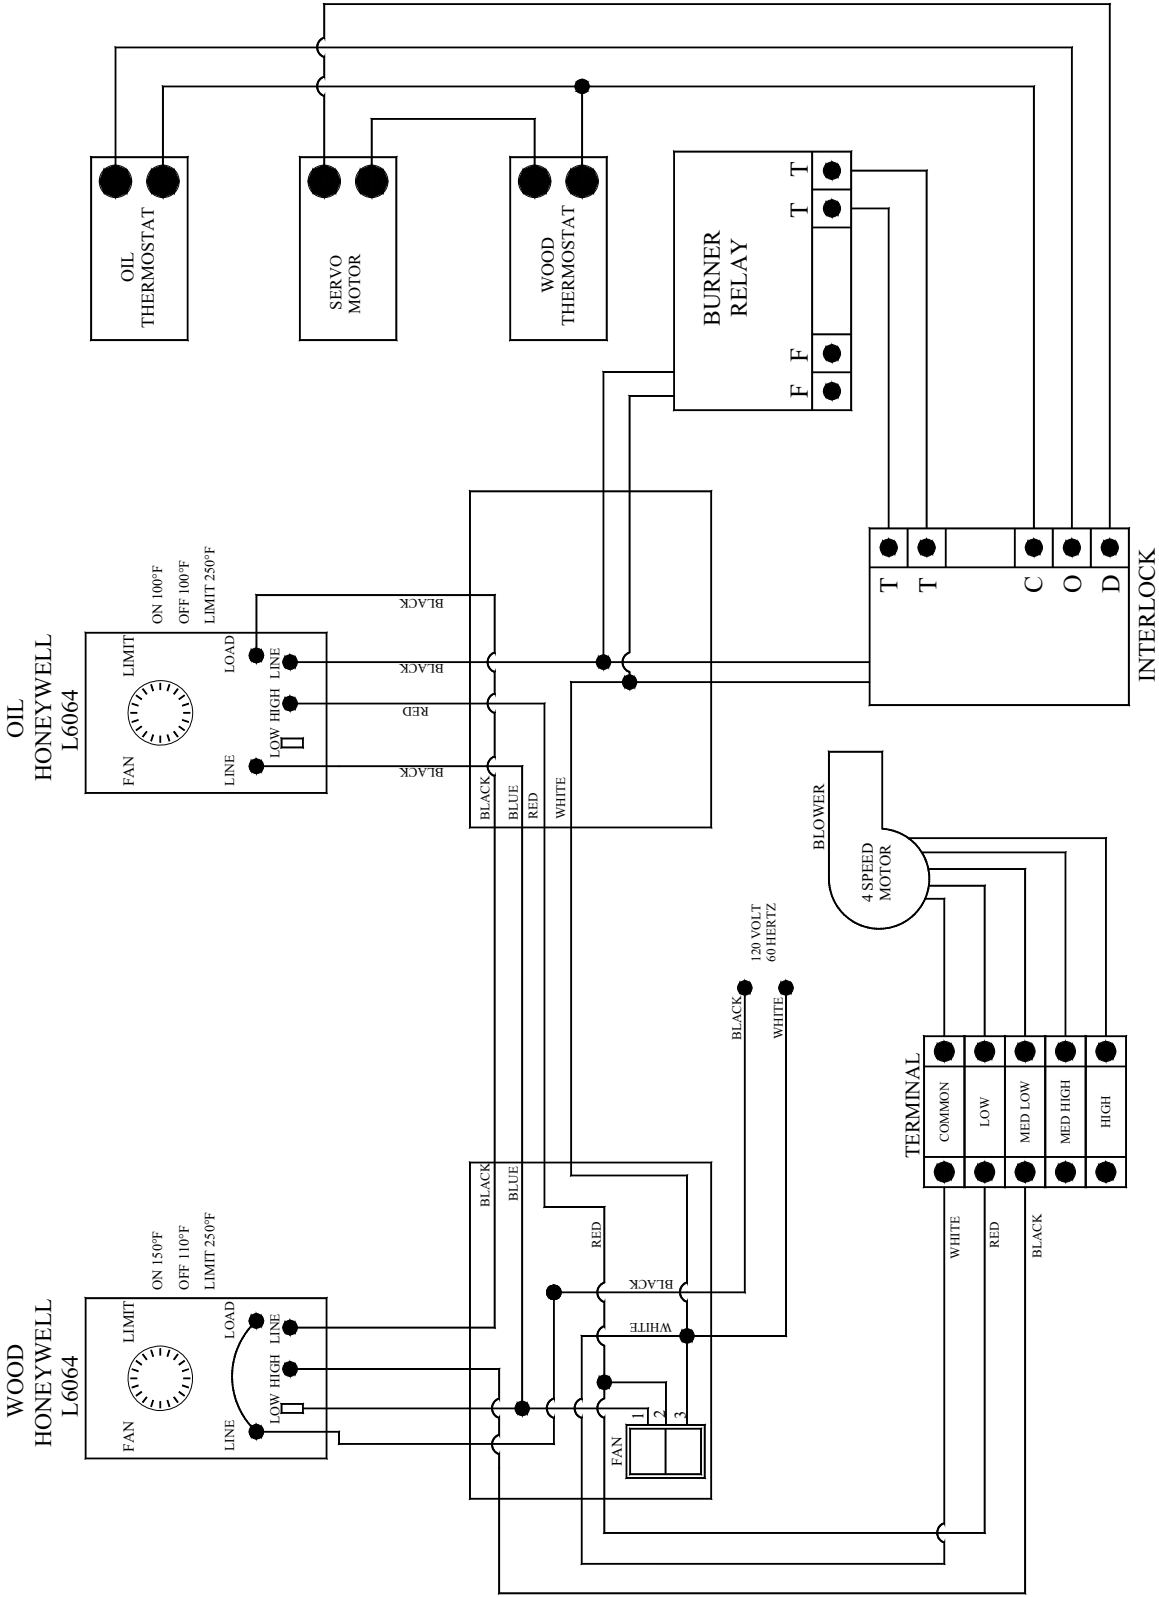 OIL
THERMOSTAT
SERVO
MOTOR
WOOD
THERMOSTAT
BURNER
RELAY
T
T
F
F
OIL
HONEYWELL
L6064
ON 100°F
OFF 100°F
LIMIT 250°F
LIMIT
FAN
LOAD
LINE
HIGH
LOW
LINE
BLACK
BLACK
RED
BLACK
BLACK
BLUE
RED
WHITE
T
T
C
O
D
INTERLOCK
BLOWER
4 SPEED
MOTOR
120 VOLT
60 HERTZ
BLACK
WHITE
TERMINAL
COMMON
LOW
MED LOW
MED HIGH
HIGH
WHITE
RED
BLACK
BLACK
BLUE
RED
BLACK
WHITE
WOOD
HONEYWELL
L6064
ON 150°F
OFF 110°F
LIMIT 250°F
LIMIT
FAN
LOAD
LINE
HIGH
LOW
LINE
FAN
1
2
3